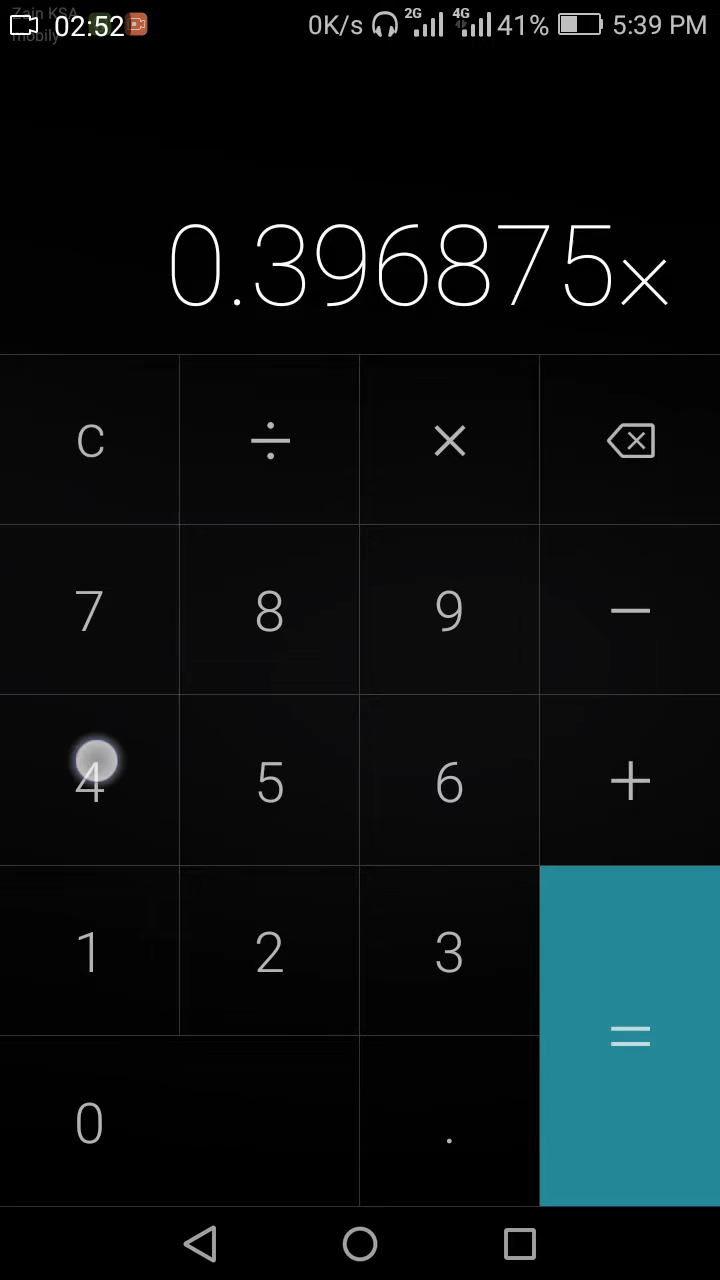 Zain KSA
mobily
02:52 0K/s 2G 4G 41% 5:39 PM
0.396875×
C ÷ ×
7 8 9 −
4 5 6 +
1 2 3
=
0 .